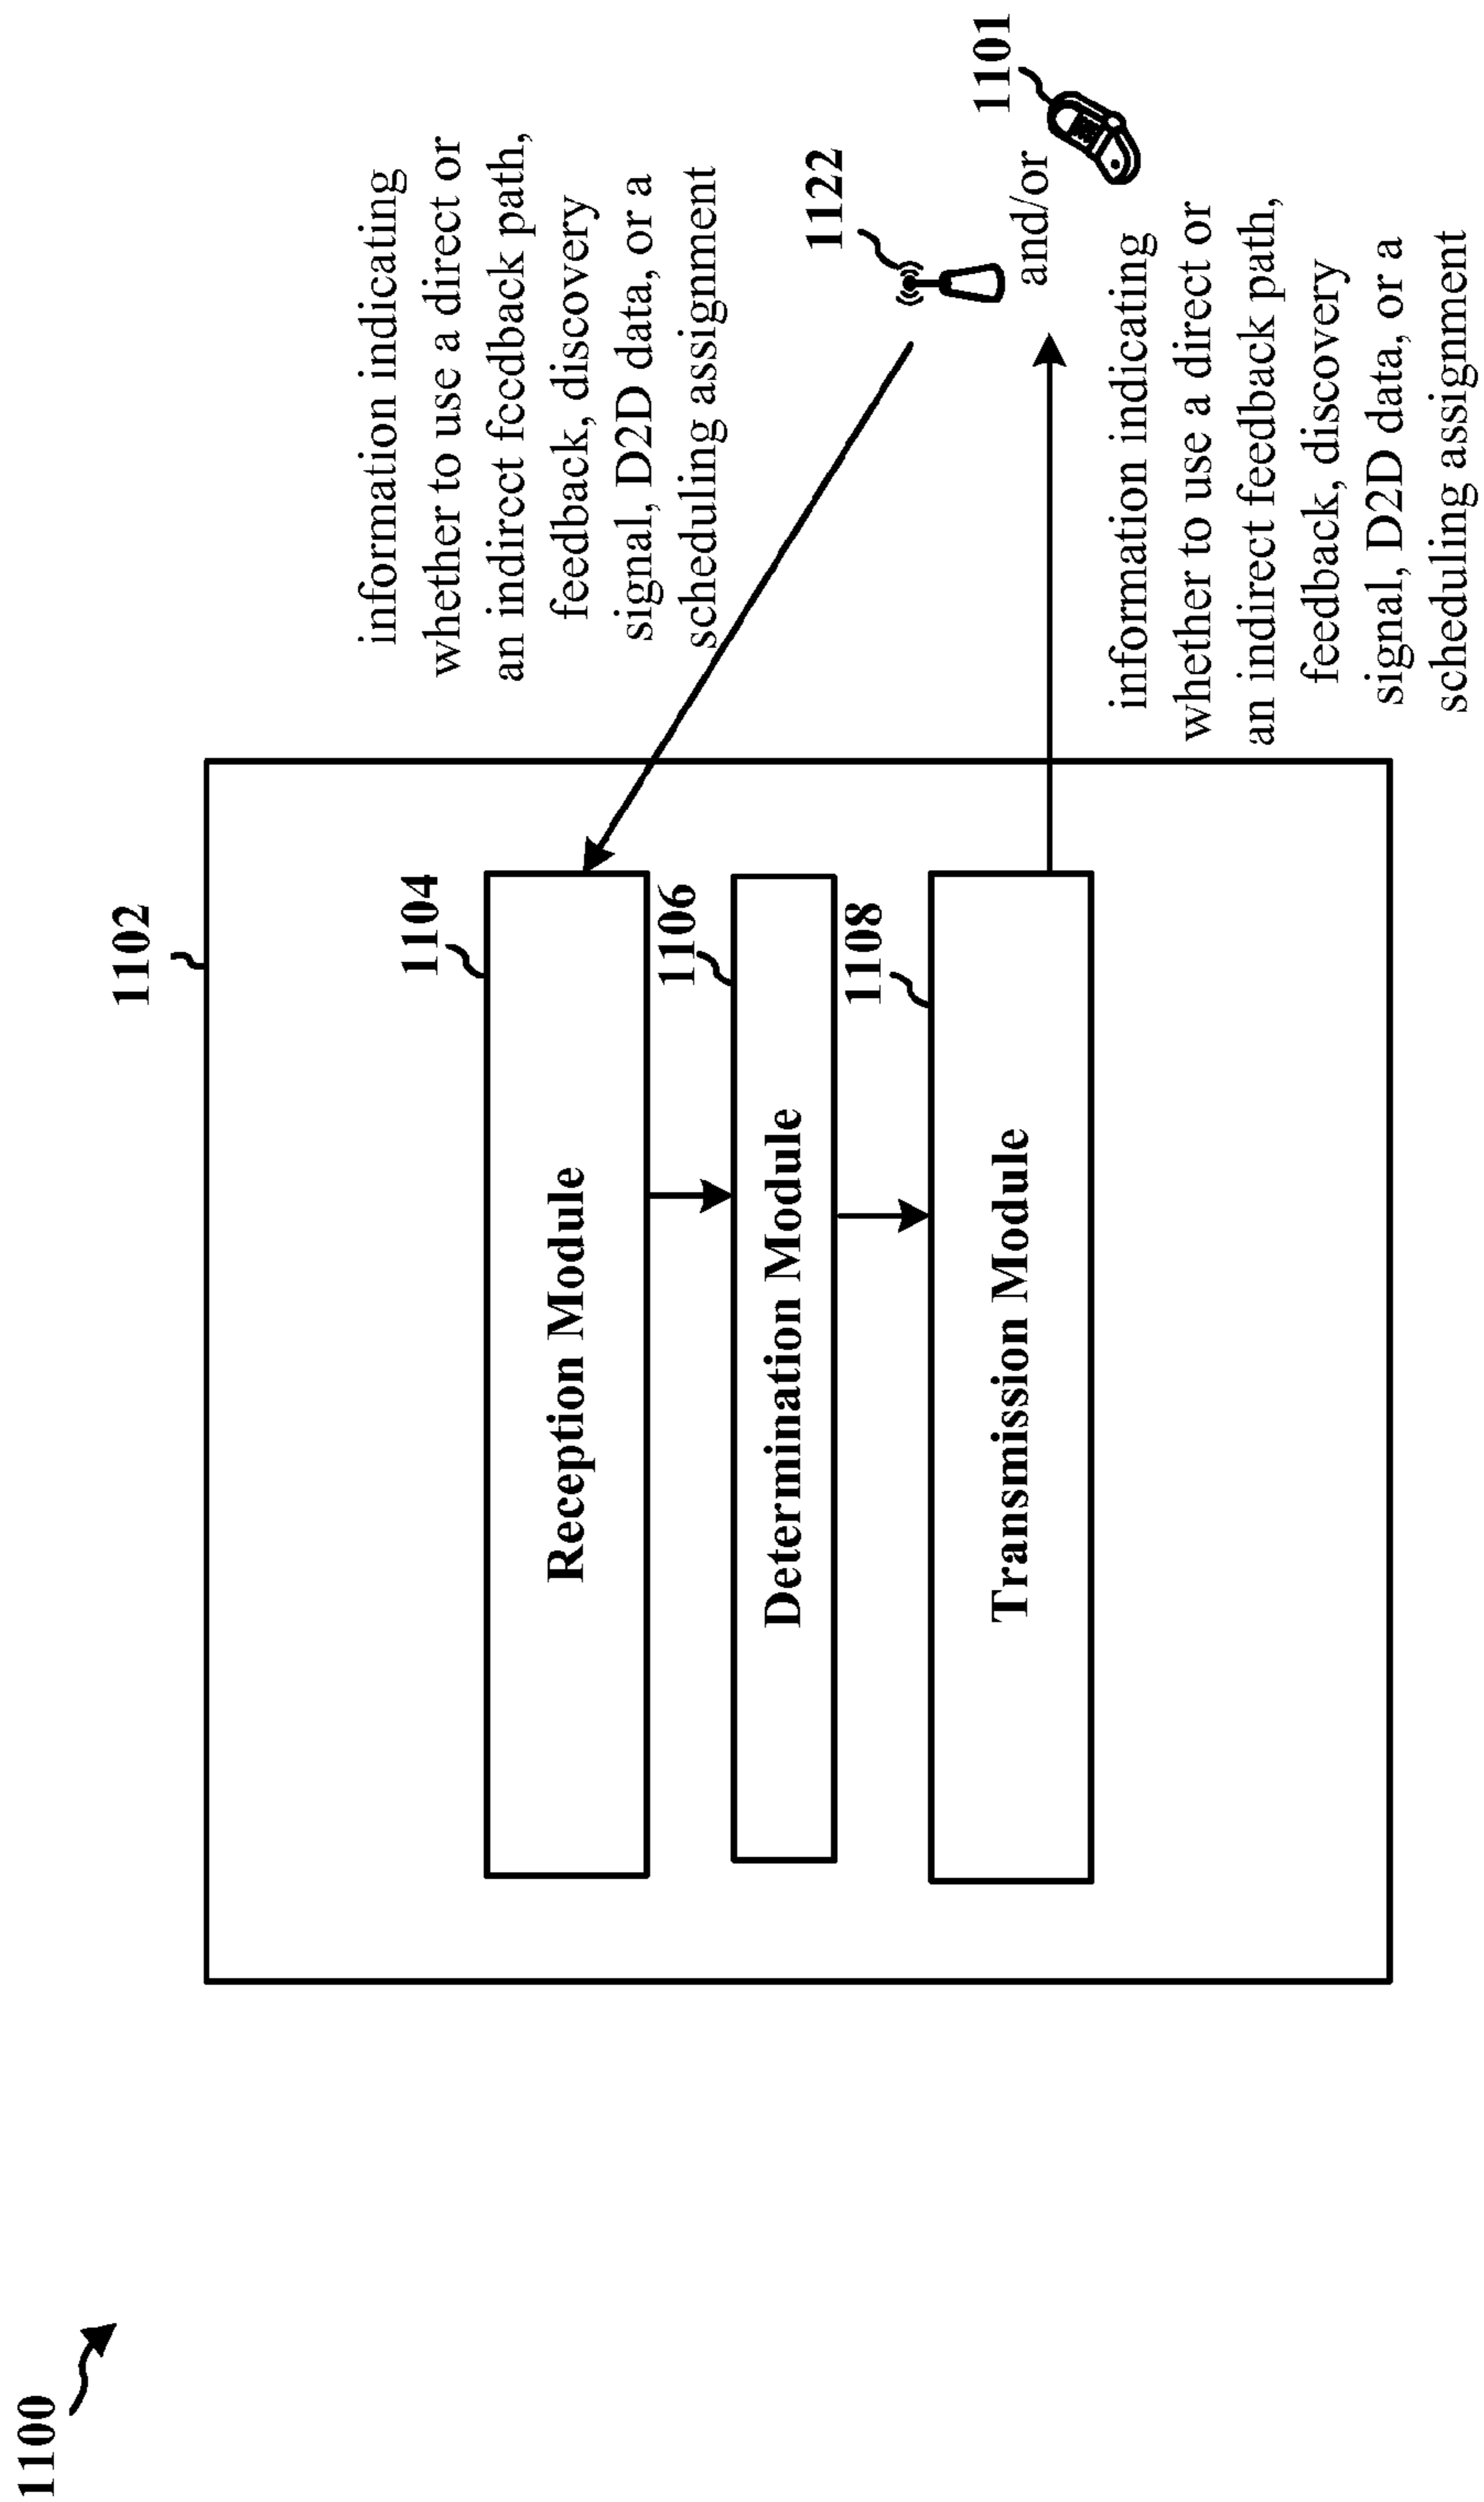 1100
1102
1104
Reception Module
1106
Determination Module
1108
Transmission Module
information indicating
whether to use a direct or
an indirect feedback path,
feedback, discovery
signal, D2D data, or a
scheduling assignment
1122
and/or
1101
information indicating
whether to use a direct or
an indirect feedback path,
feedback, discovery
signal, D2D data, or a
scheduling assignment